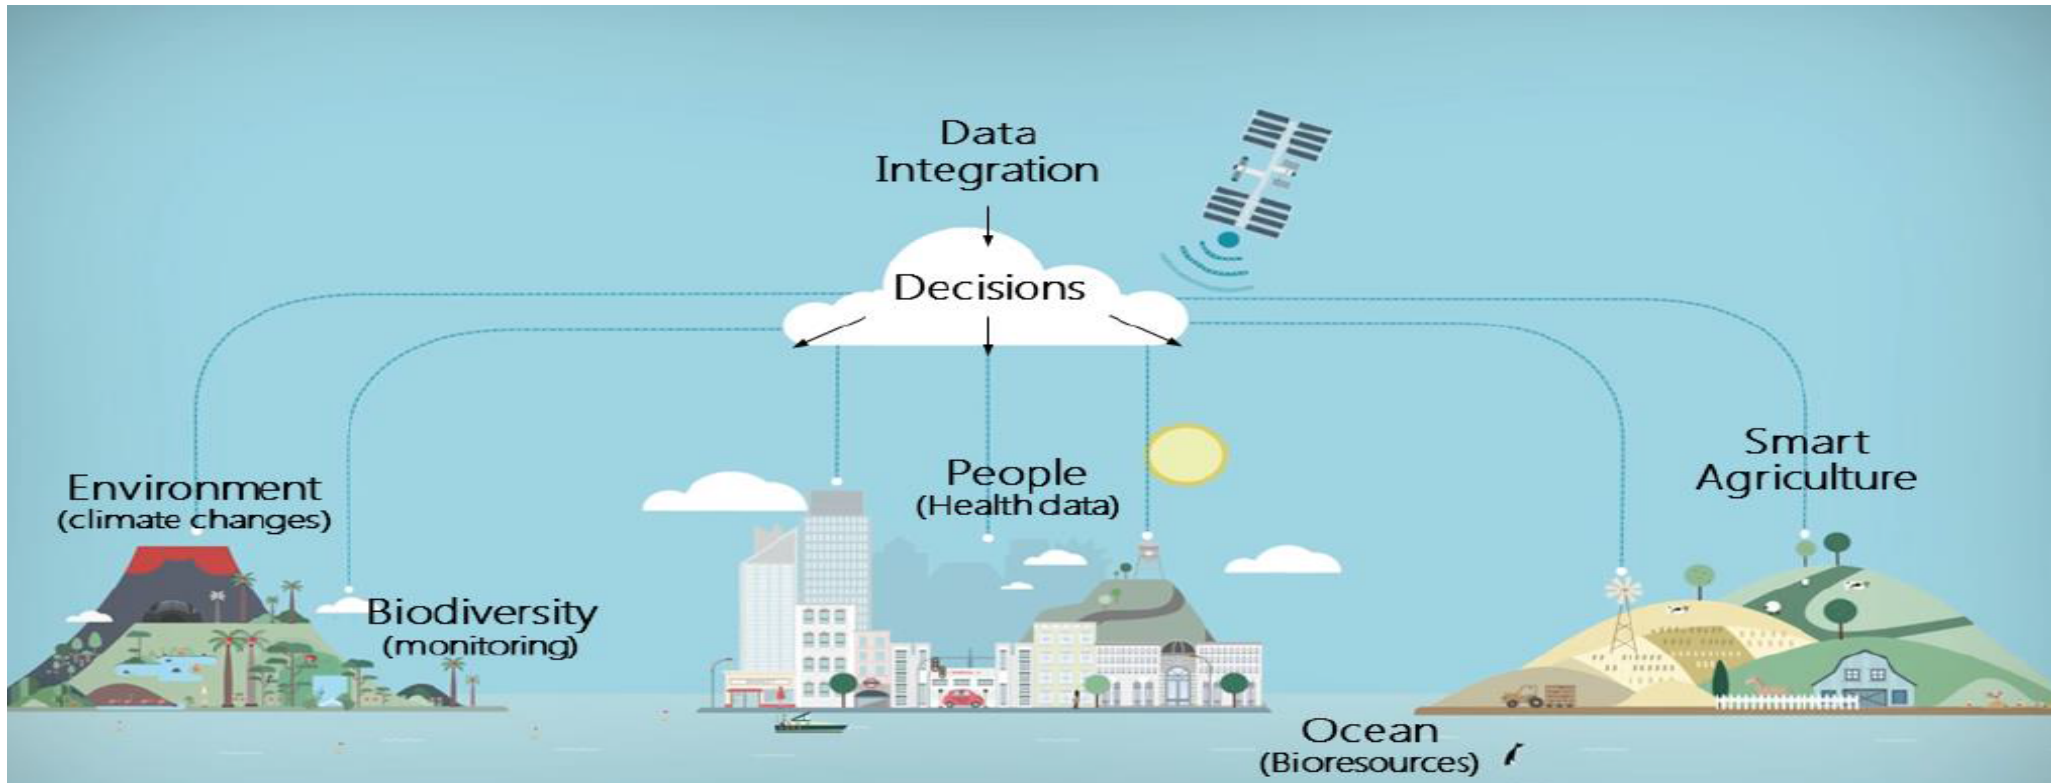 Data
Integration
Decisions
Environment
(climate changes)
Biodiversity
(monitoring)
People
(Health data)
Smart
Agriculture
Ocean
(Bioresources)